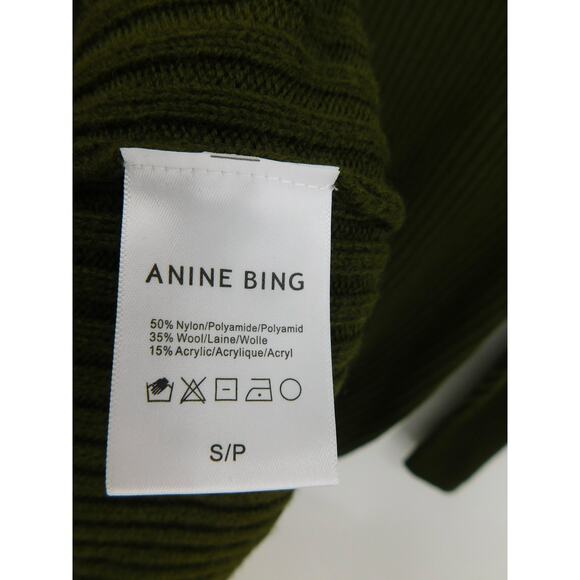 ANINE BING
50% Nylon/Polyamide/Polyamid
35% Wool/Laine/Wolle
15% Acrylic/Acrylique/Acryl
S/P